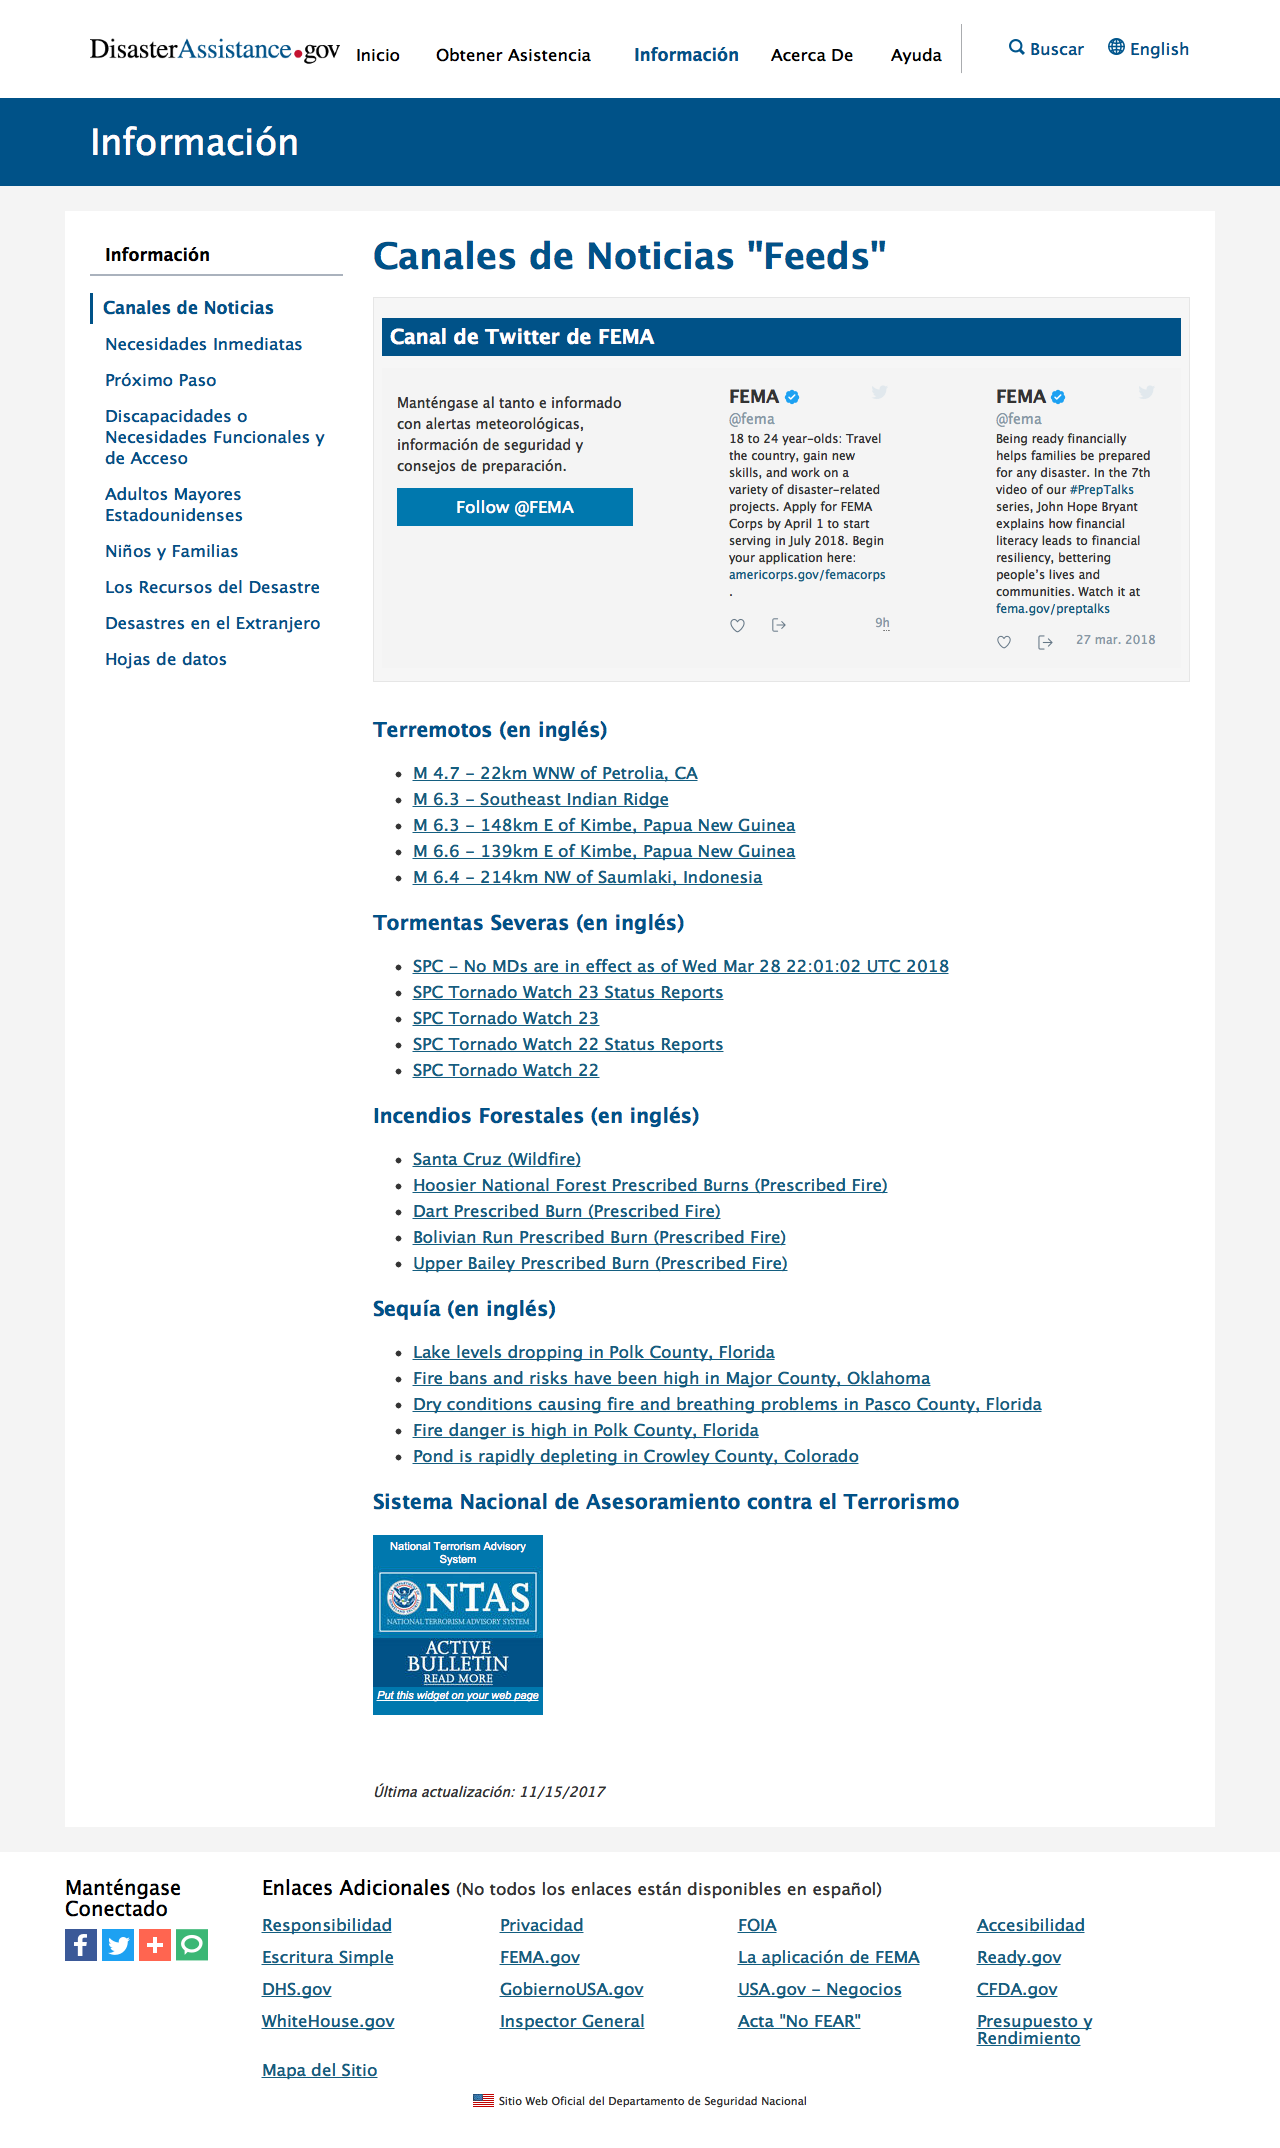 DisasterAssistance.gov
Inicio
Obtener Asistencia
Información
Acerca De
Ayuda
Buscar
English
Información
Información
Canales de Noticias
Necesidades Inmediatas
Próximo Paso
Discapacidades o
Necesidades Funcionales y
de Acceso
Adultos Mayores
Estadounidenses
Niños y Familias
Los Recursos del Desastre
Desastres en el Extranjero
Hojas de datos
Canales de Noticias "Feeds"
Canal de Twitter de FEMA
Manténgase al tanto e informado
con alertas meteorológicas,
información de seguridad y
consejos de preparación.
Follow @FEMA
FEMA
@fema
18 to 24 year-olds: Travel
the country, gain new
skills, and work on a
variety of disaster-related
projects. Apply for FEMA
Corps by April 1 to start
serving in July 2018. Begin
your application here:
americorps.gov/femacorps
.
9h
FEMA
@fema
Being ready financially
helps families be prepared
for any disaster. In the 7th
video of our #PrepTalks
series, John Hope Bryant
explains how financial
literacy leads to financial
resiliency, bettering
people's lives and
communities. Watch it at
fema.gov/preptalks
27 mar. 2018
Terremotos (en inglés)
M 4.7 - 22km WNW of Petrolia, CA
M 6.3 - Southeast Indian Ridge
M 6.3 - 148km E of Kimbe, Papua New Guinea
M 6.6 - 139km E of Kimbe, Papua New Guinea
M 6.4 - 214km NW of Saumlaki, Indonesia
Tormentas Severas (en inglés)
SPC - No MDs are in effect as of Wed Mar 28 22:01:02 UTC 2018
SPC Tornado Watch 23 Status Reports
SPC Tornado Watch 23
SPC Tornado Watch 22 Status Reports
SPC Tornado Watch 22
Incendios Forestales (en inglés)
Santa Cruz (Wildfire)
Hoosier National Forest Prescribed Burns (Prescribed Fire)
Dart Prescribed Burn (Prescribed Fire)
Bolivian Run Prescribed Burn (Prescribed Fire)
Upper Bailey Prescribed Burn (Prescribed Fire)
Sequía (en inglés)
Lake levels dropping in Polk County, Florida
Fire bans and risks have been high in Major County, Oklahoma
Dry conditions causing fire and breathing problems in Pasco County, Florida
Fire danger is high in Polk County, Florida
Pond is rapidly depleting in Crowley County, Colorado
Sistema Nacional de Asesoramiento contra el Terrorismo
National Terrorism Advisory
System
NTAS
NATIONAL TERRORISM ADVISORY SYSTEM
ACTIVE
BULLETIN
READ MORE
Put this widget on your web page
Última actualización: 11/15/2017
Manténgase
Conectado
Enlaces Adicionales (No todos los enlaces están disponibles en español)
Responsibilidad
Privacidad
FOIA
Accesibilidad
Escritura Simple
FEMA.gov
La aplicación de FEMA
Ready.gov
DHS.gov
GobiernoUSA.gov
USA.gov - Negocios
CFDA.gov
WhiteHouse.gov
Inspector General
Acta "No FEAR"
Presupuesto y
Rendimiento
Mapa del Sitio
Sitio Web Oficial del Departamento de Seguridad Nacional